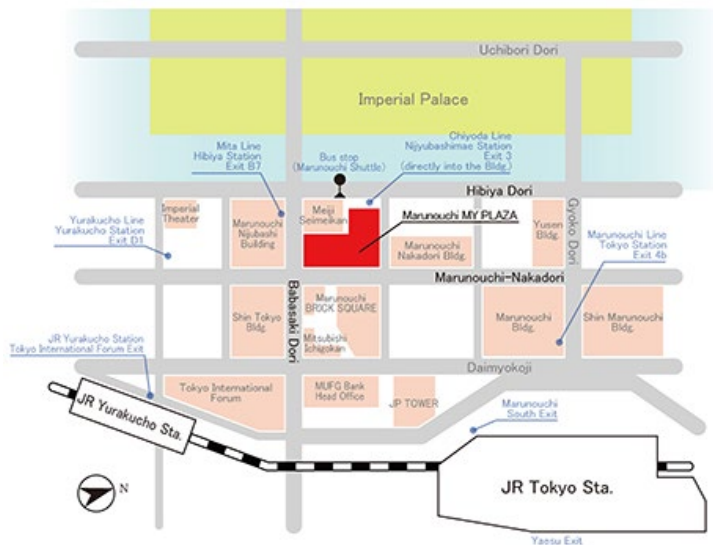 Uchibori Dori
Imperial Palace
Mita Line
Hibiya Station
Exit B7
Bus stop
(Marunouchi Shuttle)
Chiyoda Line
Nijyubashimae Station
Exit 3
(directly into the Bldg.)
Hibiya Dori
Imperial
Theater
Marunouchi
Nijubashi
Building
Meiji
Seimeikan
Marunouchi MY PLAZA
Marunouchi
Nakadori Bldg.
Yusen
Bldg.
Gyoko Dori
Yurakucho Line
Yurakucho Station
Exit D1
Marunouchi Line
Tokyo Station
Exit 4b
Marunouchi-Nakadori
Babasaki Dori
Shin Tokyo
Bldg.
Marunouchi
BRICK SQUARE
Mitsubishi
Ichigokan
Marunouchi
Bldg.
Shin Marunouchi
Bldg.
JR Yurakucho Station
Tokyo International Forum Exit
Daimyokoji
Tokyo International
Forum
MUFG Bank
Head Office
JP TOWER
Marunouchi
South Exit
JR Yurakucho Sta.
JR Tokyo Sta.
N
Yaesu Exit